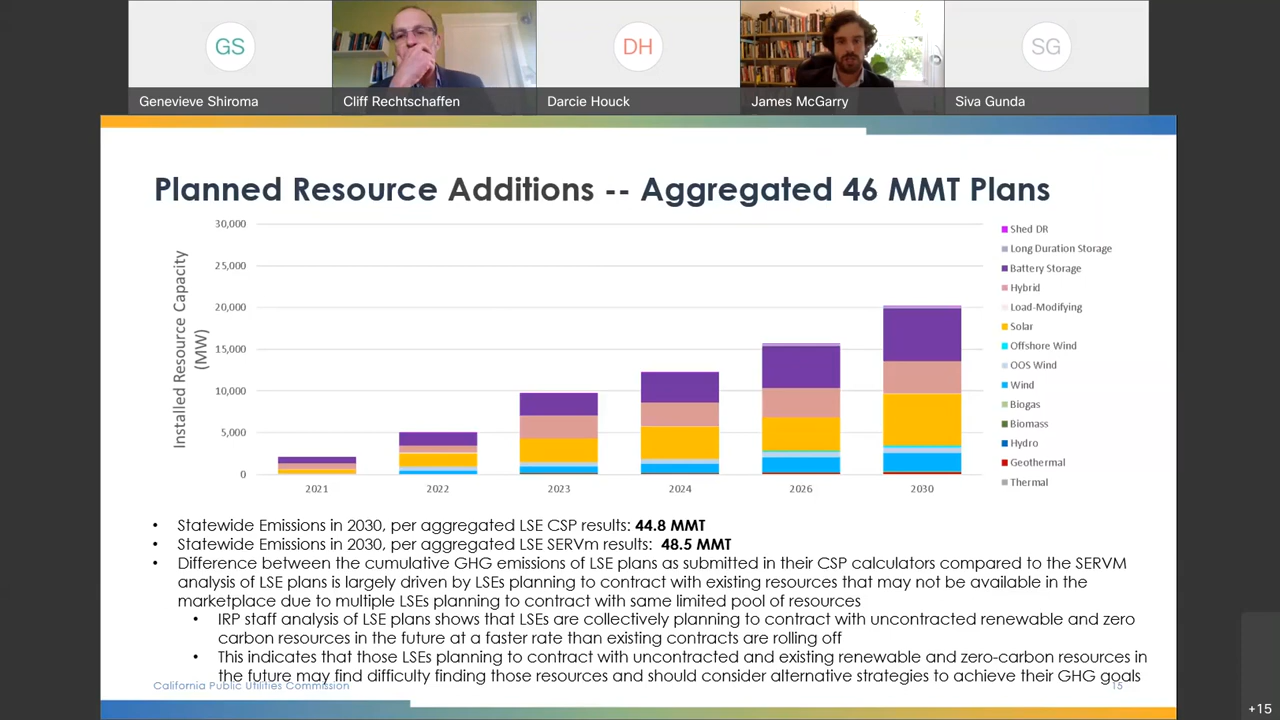 GS
DH
SG
Genevieve Shiroma
Cliff Rechtschaffen
Darcie Houck
James McGarry
Siva Gunda
Planned Resource Additions -- Aggregated 46 MMT Plans
Installed Resource Capacity
(MW)
30,000
25,000
20,000
15,000
10,000
5,000
0
2021
2022
2023
2024
2026
2030
Shed DR
Long Duration Storage
Battery Storage
Hybrid
Load-Modifying
Solar
Offshore Wind
OOS Wind
Wind
Biogas
Biomass
Hydro
Geothermal
Thermal
• Statewide Emissions in 2030, per aggregated LSE CSP results: 44.8 MMT
• Statewide Emissions in 2030, per aggregated LSE SERVm results: 48.5 MMT
• Difference between the cumulative GHG emissions of LSE plans as submitted in their CSP calculators compared to the SERVM
analysis of LSE plans is largely driven by LSEs planning to contract with existing resources that may not be available in the
marketplace due to multiple LSEs planning to contract with same limited pool of resources
• IRP staff analysis of LSE plans shows that LSEs are collectively planning to contract with uncontracted renewable and zero
carbon resources in the future at a faster rate than existing contracts are rolling off
• This indicates that those LSEs planning to contract with uncontracted and existing renewable and zero-carbon resources in
the future may find difficulty finding those resources and should consider alternative strategies to achieve their GHG goals
California Public Utilities Commission
15
+15